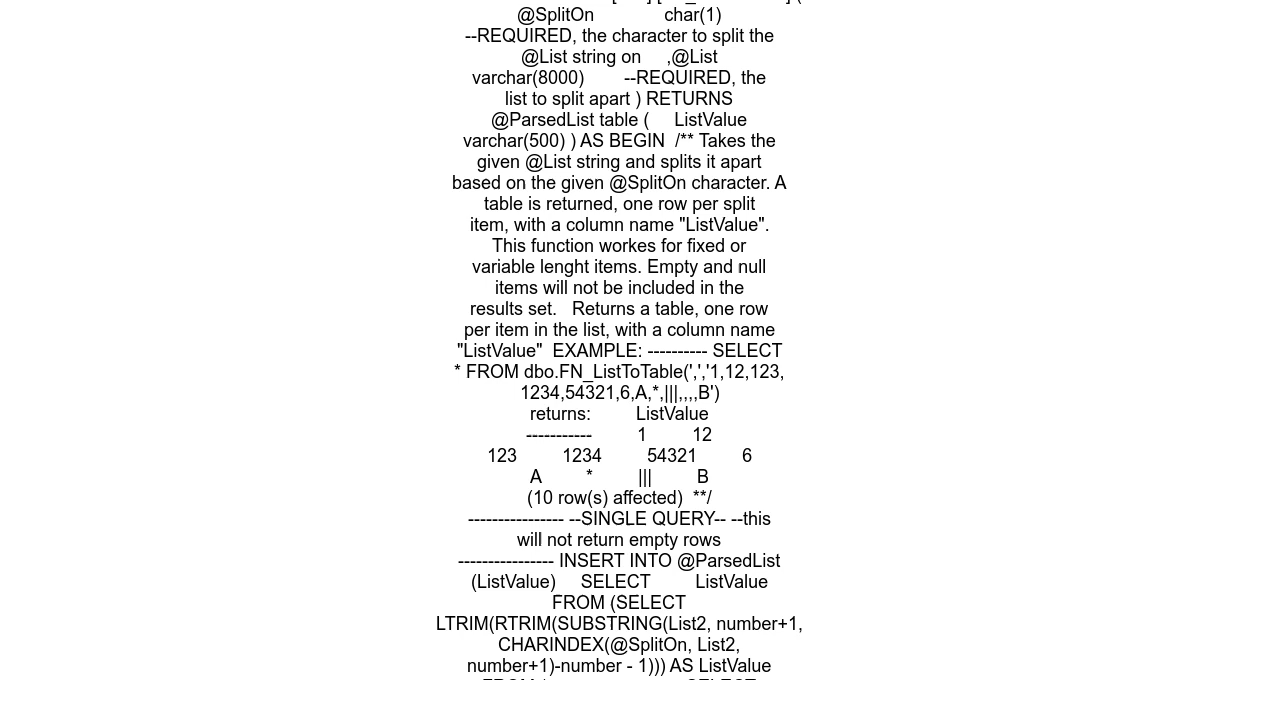 @SplitOn char(1)
--REQUIRED, the character to split the
@List string on ,@List
varchar(8000) --REQUIRED, the
list to split apart ) RETURNS
@ParsedList table ( ListValue
varchar(500) ) AS BEGIN /** Takes the
given @List string and splits it apart
based on the given @SplitOn character. A
table is returned, one row per split
item, with a column name "ListValue".
This function workes for fixed or
variable lenght items. Empty and null
items will not be included in the
results set. Returns a table, one row
per item in the list, with a column name
"ListValue" EXAMPLE: ---------- SELECT
* FROM dbo.FN_ListToTable(',','1,12,123,
1234,54321,6,A,*,|||,,,,B')
returns: ListValue
----------- 1 12
123 1234 54321 6
A * ||| B
(10 row(s) affected) **/
---------------- --SINGLE QUERY-- --this
will not return empty rows
---------------- INSERT INTO @ParsedList
(ListValue) SELECT ListValue
FROM (SELECT
LTRIM(RTRIM(SUBSTRING(List2, number+1,
CHARINDEX(@SplitOn, List2,
number+1)-number - 1))) AS ListValue